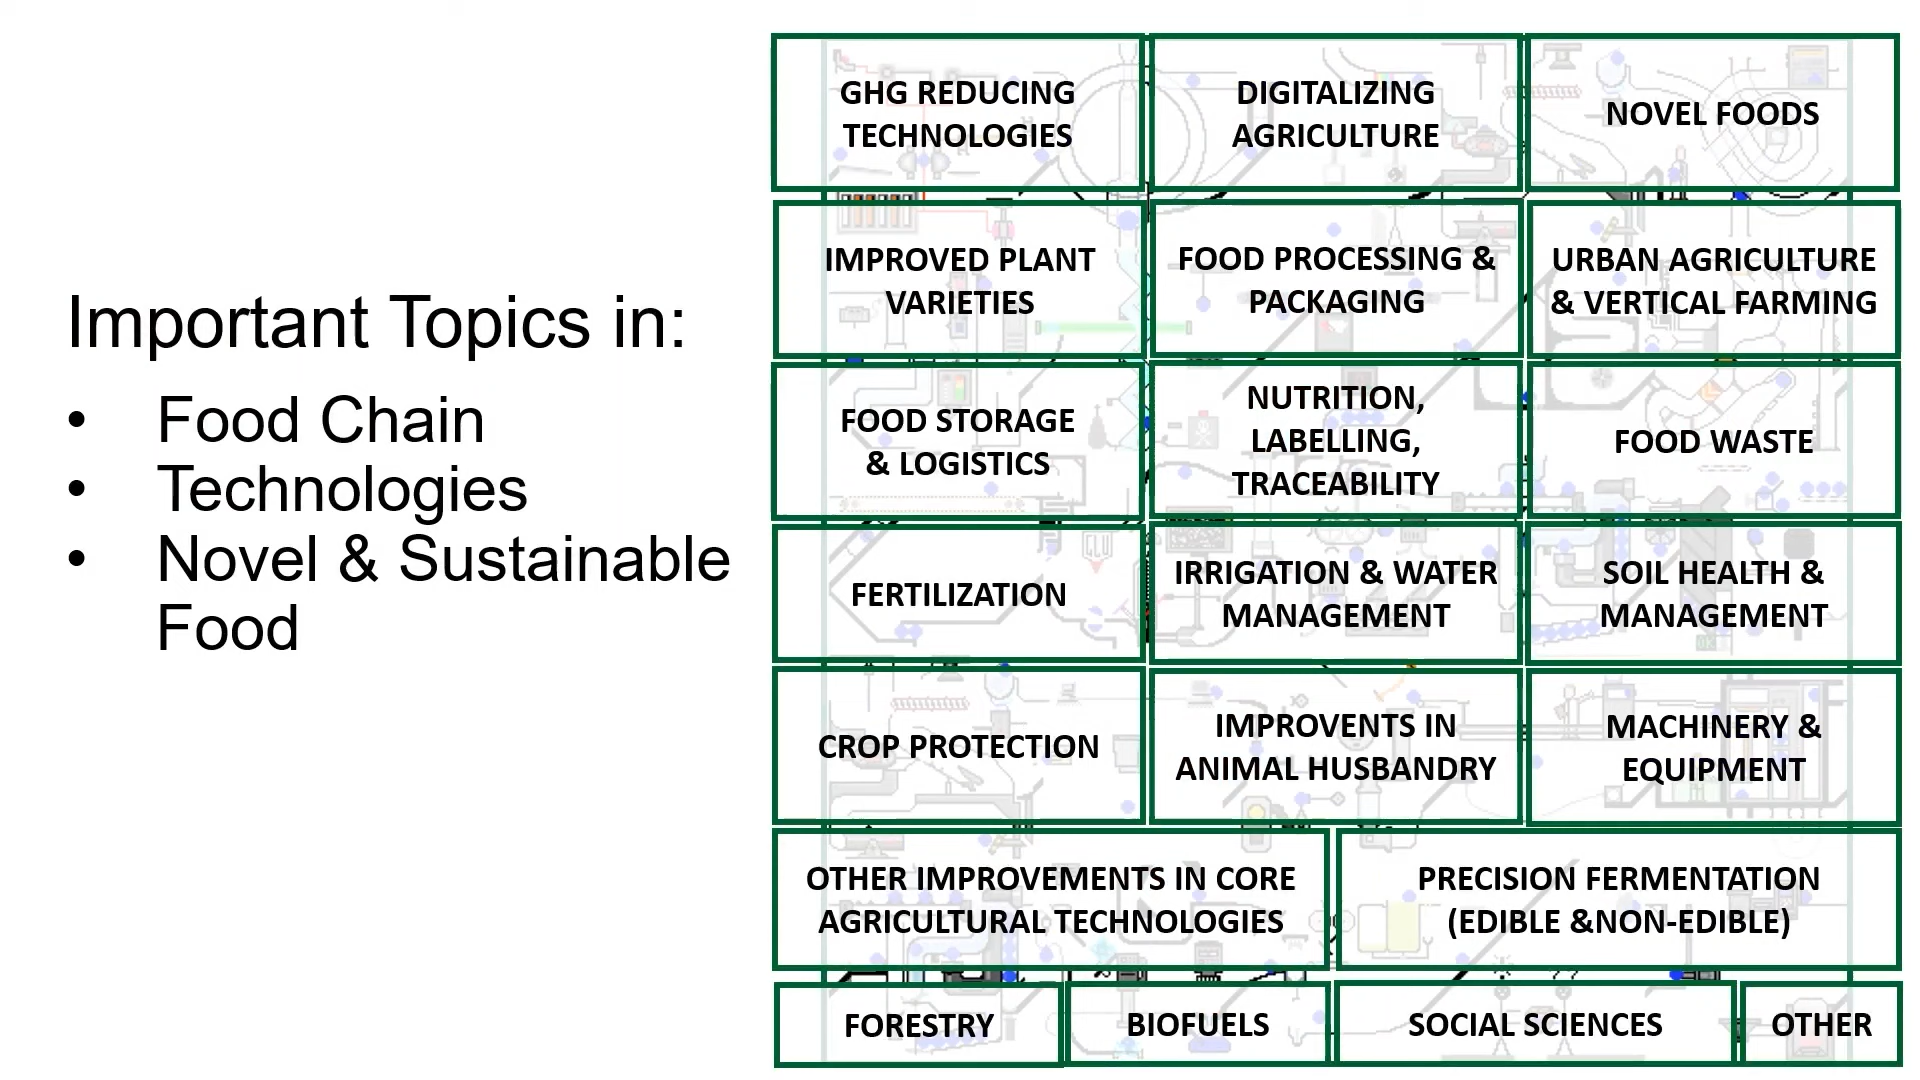 Important Topics in:
• Food Chain
• Technologies
• Novel & Sustainable
Food
GHG REDUCING
TECHNOLOGIES
DIGITALIZING
AGRICULTURE
NOVEL FOODS
IMPROVED PLANT
VARIETIES
FOOD PROCESSING &
PACKAGING
URBAN AGRICULTURE
& VERTICAL FARMING
FOOD STORAGE
& LOGISTICS
NUTRITION,
LABELLING,
TRACEABILITY
FOOD WASTE
FERTILIZATION
IRRIGATION & WATER
MANAGEMENT
SOIL HEALTH &
MANAGEMENT
CROP PROTECTION
IMPROVENTS IN
ANIMAL HUSBANDRY
MACHINERY &
EQUIPMENT
OTHER IMPROVEMENTS IN CORE
AGRICULTURAL TECHNOLOGIES
PRECISION FERMENTATION
(EDIBLE &NON-EDIBLE)
FORESTRY
BIOFUELS
SOCIAL SCIENCES
OTHER